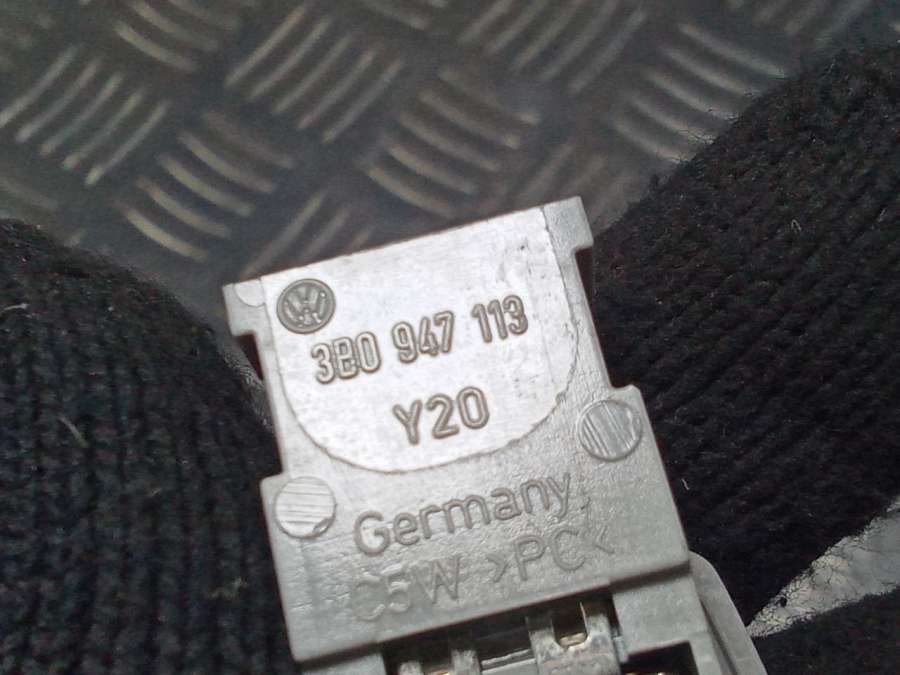 3B0 947 113
Y20
Germany
C5W >PC<